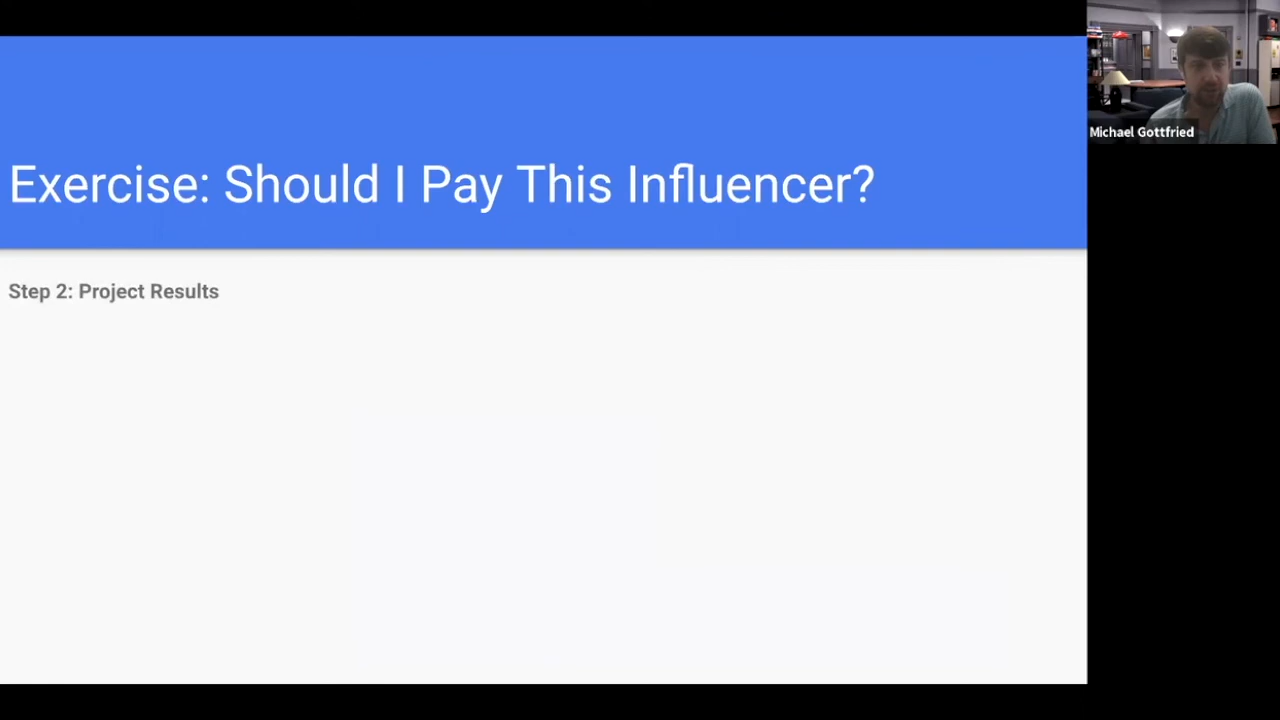 Exercise: Should I Pay This Influencer?
Step 2: Project Results
Michael Gottfried